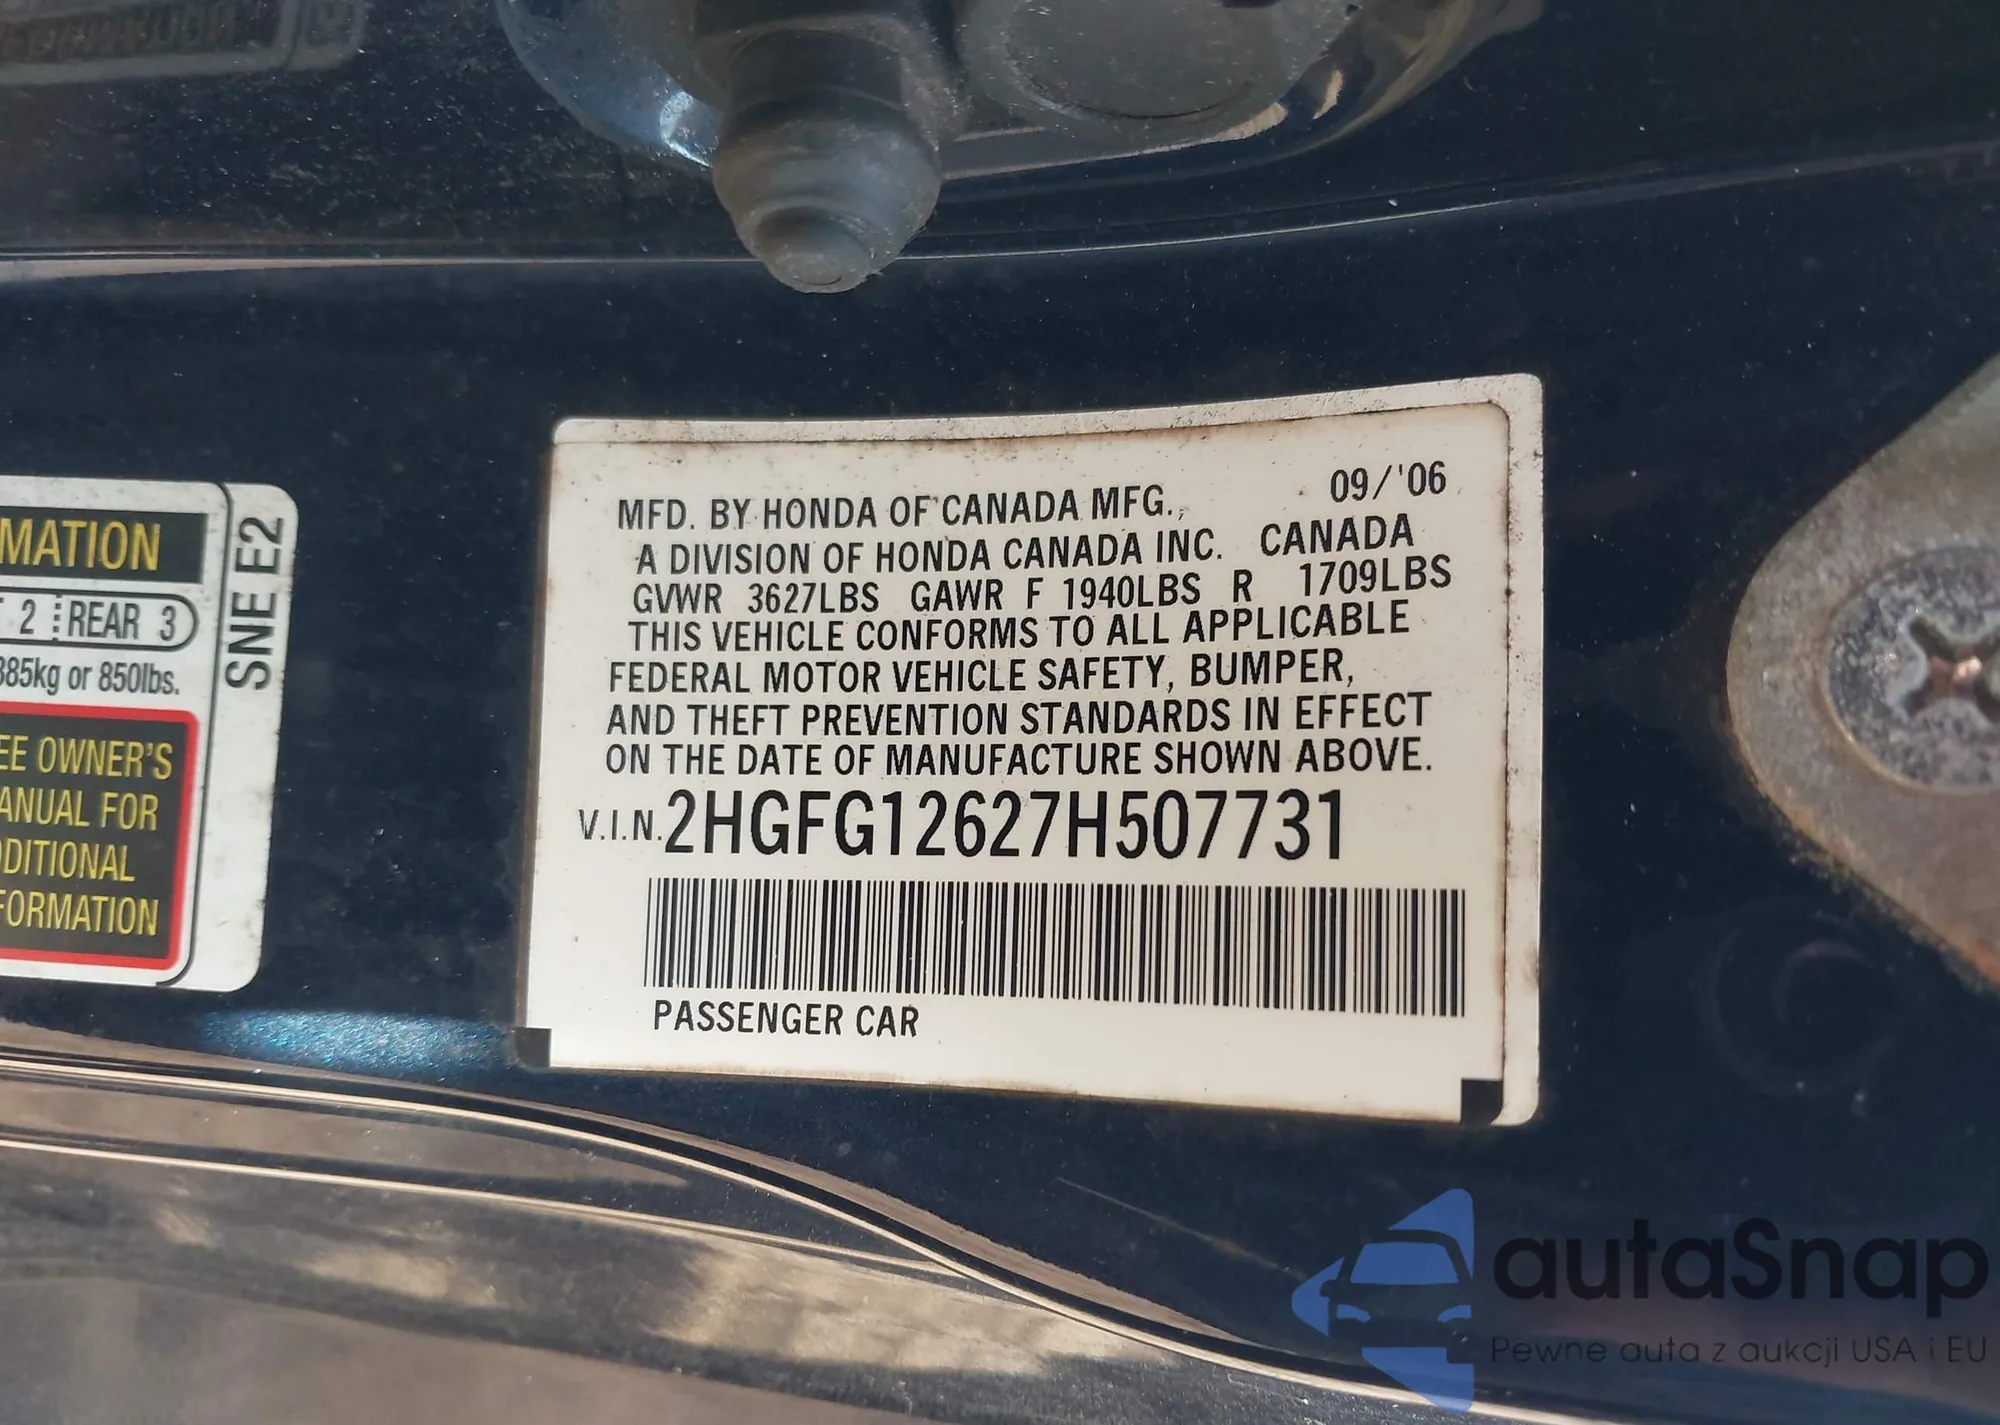 MATION
2 REAR 3
385kg or 850lbs.
EE OWNER'S
ANUAL FOR
DDITIONAL
FORMATION
SNE E2
09/'06
MFD. BY HONDA OF CANADA MFG.,
A DIVISION OF HONDA CANADA INC. CANADA
GVWR 3627LBS GAWR F 1940LBS R 1709LBS
THIS VEHICLE CONFORMS TO ALL APPLICABLE
FEDERAL MOTOR VEHICLE SAFETY, BUMPER,
AND THEFT PREVENTION STANDARDS IN EFFECT
ON THE DATE OF MANUFACTURE SHOWN ABOVE.
V.I.N. 2HGFG12627H507731
PASSENGER CAR
autaSnap
Pewne auta z aukcji USA i EU